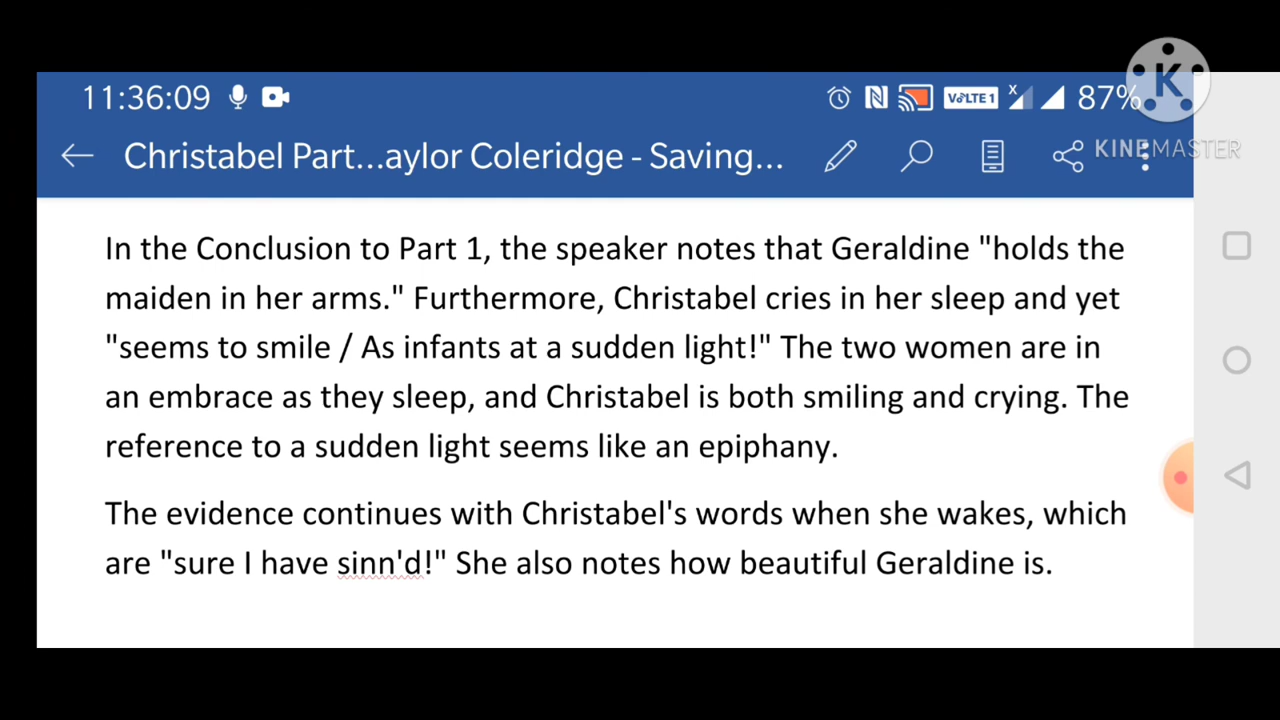 11:36:09 VoLTE 1 X 87%
K
Christabel Part...aylor Coleridge - Saving...
KINEMASTER
In the Conclusion to Part 1, the speaker notes that Geraldine "holds the
maiden in her arms." Furthermore, Christabel cries in her sleep and yet
"seems to smile / As infants at a sudden light!" The two women are in
an embrace as they sleep, and Christabel is both smiling and crying. The
reference to a sudden light seems like an epiphany.
The evidence continues with Christabel's words when she wakes, which
are "sure I have sinn'd!" She also notes how beautiful Geraldine is.